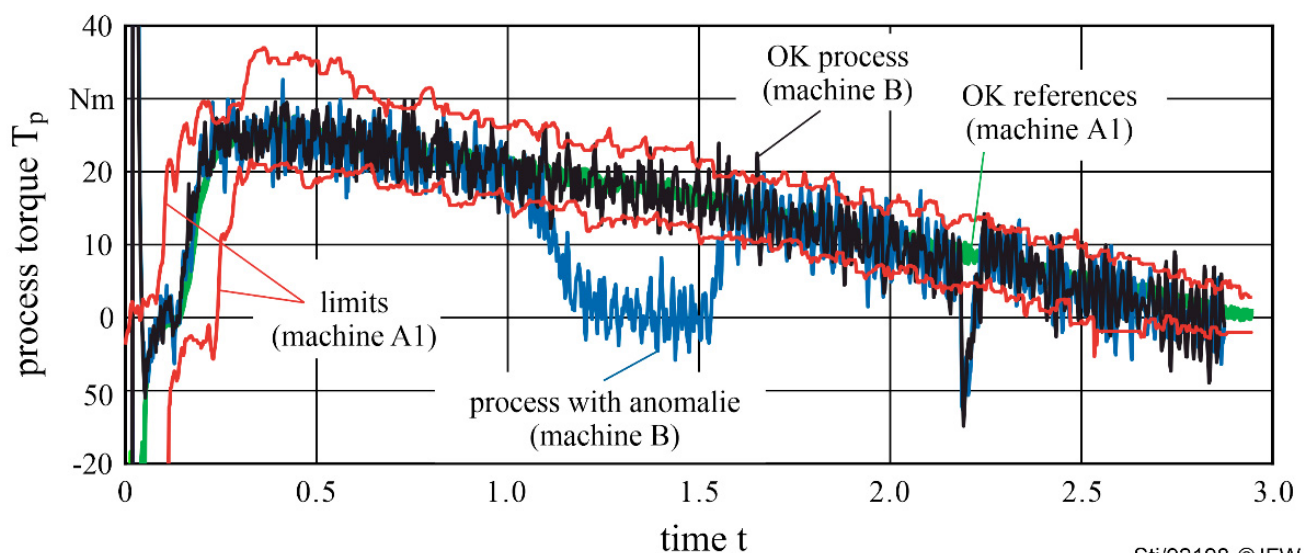 40
Nm
20
10
0
50
-20
process torque Tp
0
0.5
1.0
1.5
2.0
2.5
3.0
time t
OK process
(machine B)
OK references
(machine A1)
limits
(machine A1)
process with anomalie
(machine B)